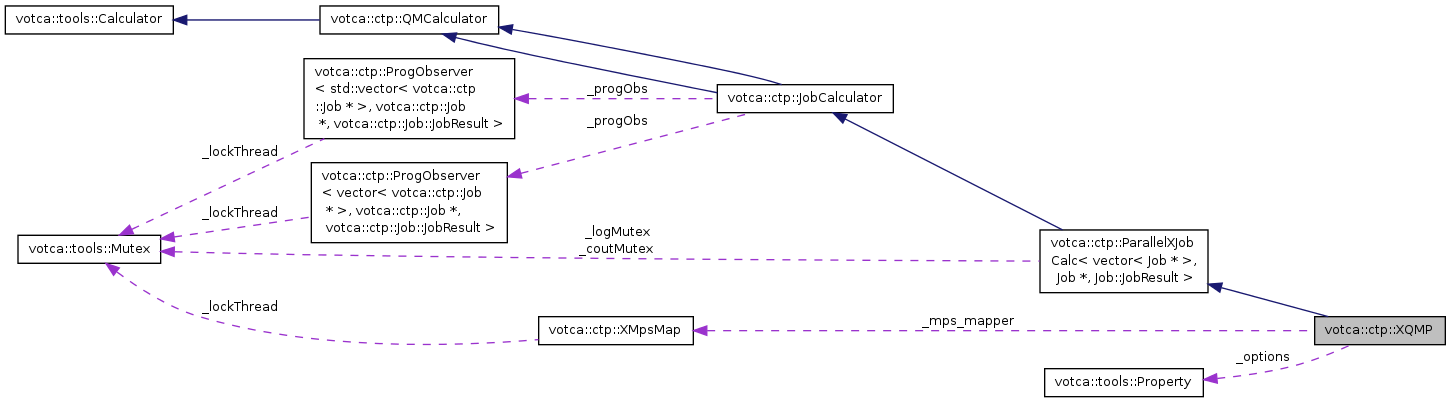 votca::tools::Calculator
votca::ctp::QMCalculator
votca::ctp::ProgObserver
< std::vector< votca::ctp
::Job * >, votca::ctp::Job
*, votca::ctp::Job::JobResult >
_progObs
votca::ctp::JobCalculator
_progObs
_lockThread
votca::ctp::ProgObserver
< vector< votca::ctp::Job
* >, votca::ctp::Job *,
votca::ctp::Job::JobResult >
_lockThread
votca::tools::Mutex
_logMutex
_coutMutex
votca::ctp::ParallelXJob
Calc< vector< Job * >,
Job *, Job::JobResult >
_lockThread
votca::ctp::XMpsMap
_mps_mapper
votca::ctp::XQMP
_options
votca::tools::Property